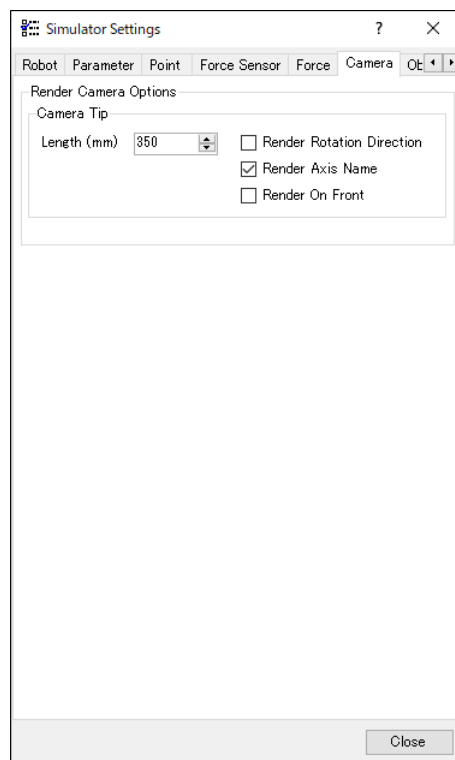 Simulator Settings ?
Robot Parameter Point Force Sensor Force Camera
Render Camera Options
Camera Tip
Length (mm) 350 Render Rotation Direction
Render Axis Name
Render On Front
Close